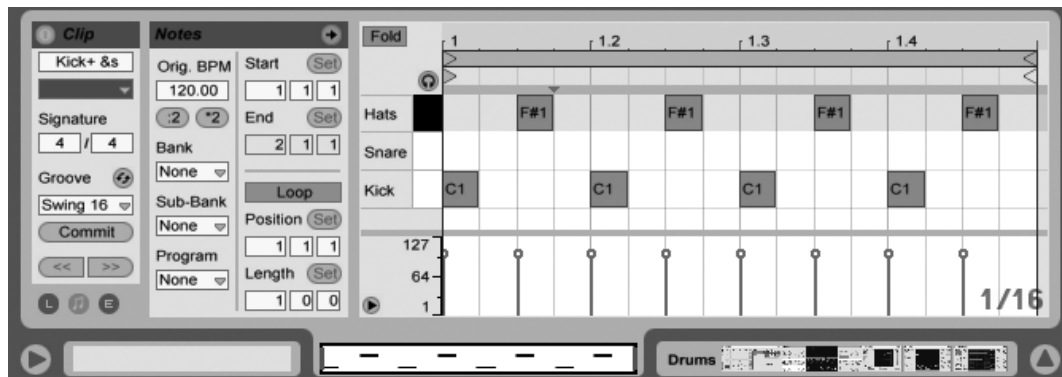 Clip
Kick+ &s
Signature
4 / 4
Groove
Swing 16
Commit
<< >>
L E
Notes
Orig. BPM
120.00
:2 *2
Bank
None
Sub-Bank
None
Program
None
Start Set
1 1 1
End Set
2 1 1
Loop
Position Set
1 1 1
Length Set
1 0 0
Fold
1 1.2 1.3 1.4
Hats F#1 F#1 F#1 F#1
Snare
Kick C1 C1 C1 C1
127
64
1
1/16
Drums